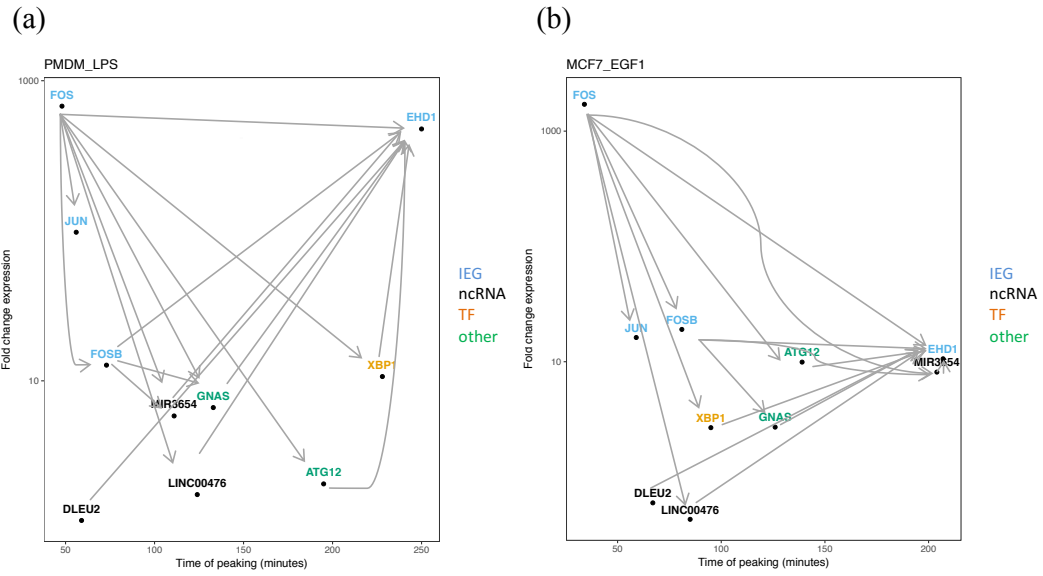 (a)
PMDM_LPS
1000
FOS
EHD1
JUN
FOSB
XBP1
10
GNAS
MIR3654
ATG12
LINC00476
DLEU2
50
100
150
200
250
Time of peaking (minutes)
Fold change expression
IEG
ncRNA
TF
other
(b)
MCF7_EGF1
FOS
1000
JUN
FOSB
ATG12
EHD1
MIR3654
10
XBP1
GNAS
DLEU2
LINC00476
50
100
150
200
Time of peaking (minutes)
Fold change expression
IEG
ncRNA
TF
other